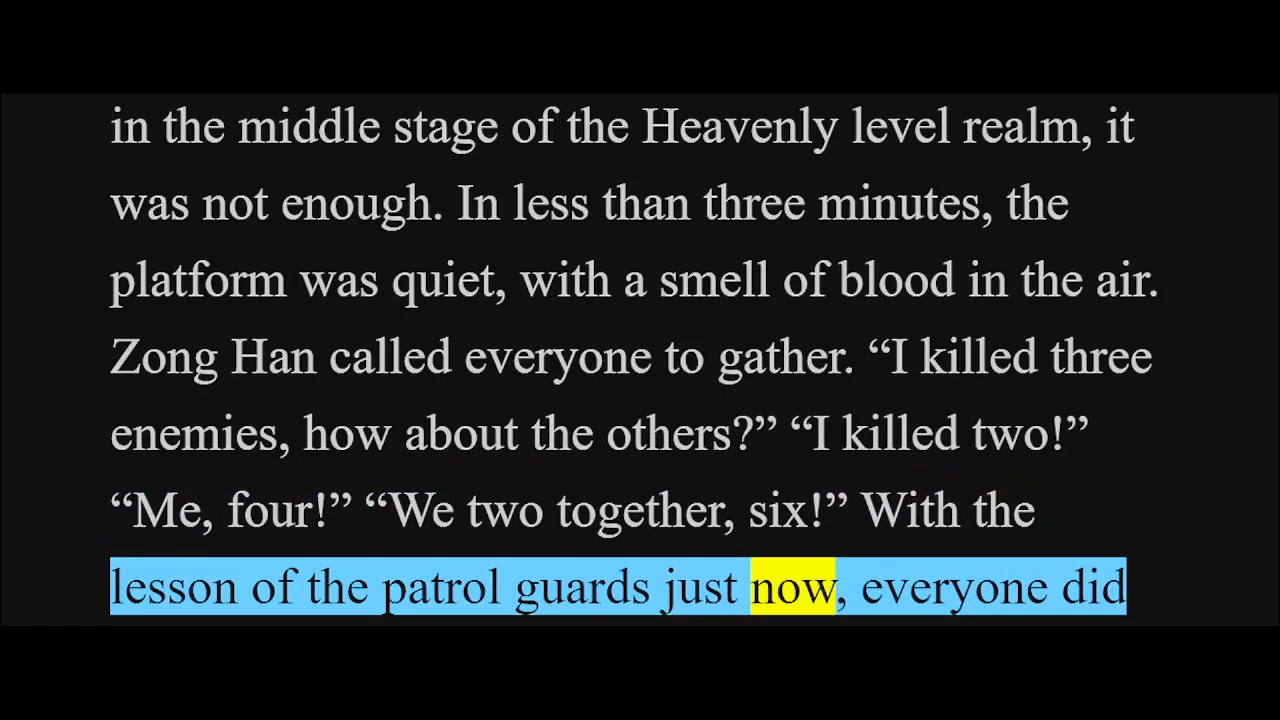 in the middle stage of the Heavenly level realm, it
was not enough. In less than three minutes, the
platform was quiet, with a smell of blood in the air.
Zong Han called everyone to gather. “I killed three
enemies, how about the others?” “I killed two!”
“Me, four!” “We two together, six!” With the
lesson of the patrol guards just now, everyone did